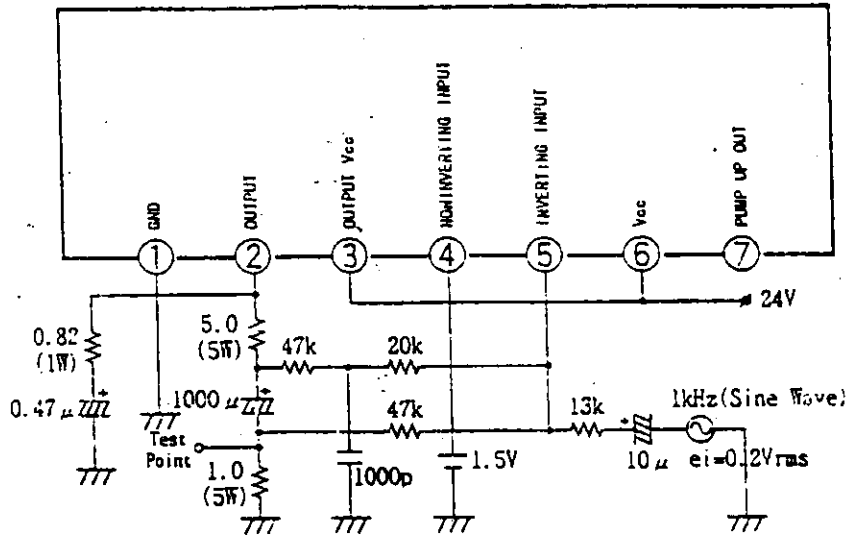 GND
OUTPUT
OUTPUT Vcc
NOWINVERTING INPUT
INVERTING INPUT
Vcc
PUMP UP OUT
1
2
3
4
5
6
7
24V
0.82
(1W)
5.0
(5W)
47k
20k
0.47μ
1000μ
47k
13k
1kHz(Sine Wave)
Test
Point
1.0
(5W)
1000p
1.5V
10μ
ei=0.2Vrms